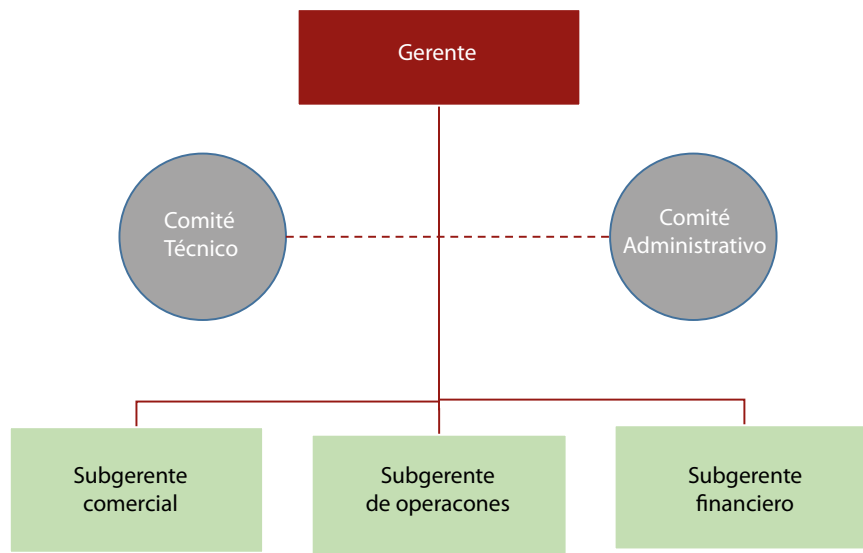 Gerente
Comité
Técnico
Comité
Administrativo
Subgerente
comercial
Subgerente
de operacones
Subgerente
financiero